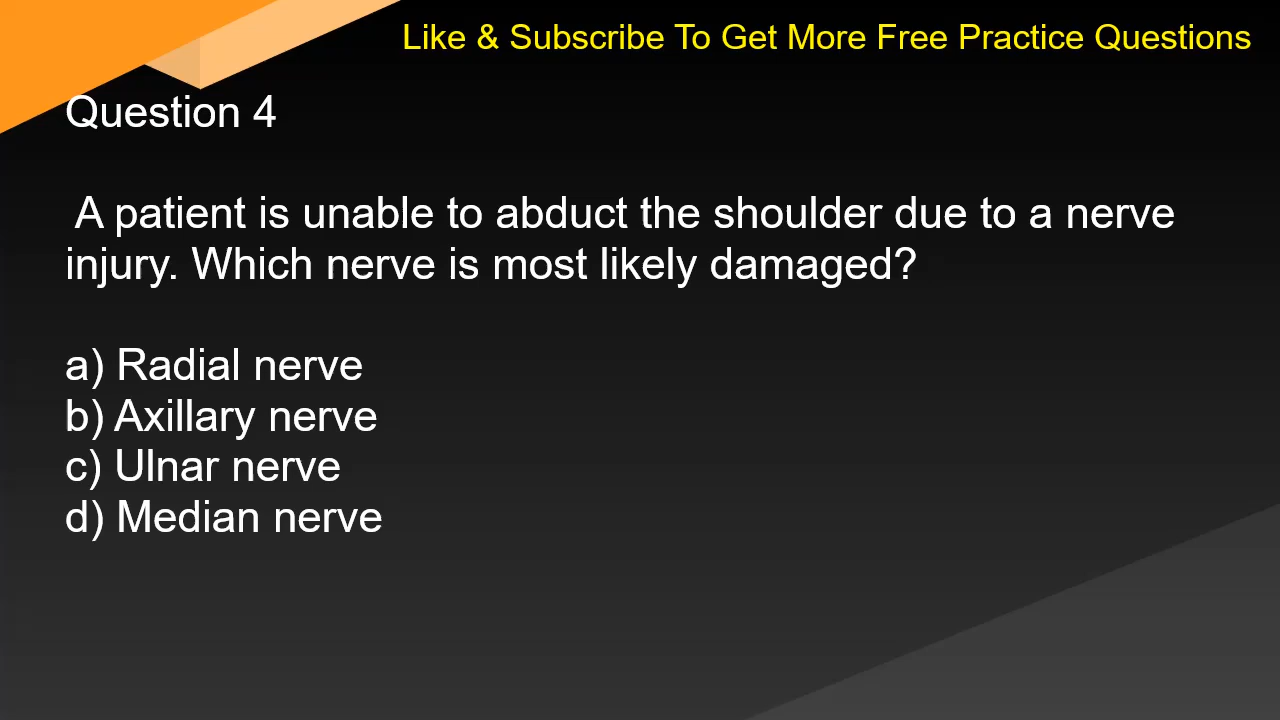 Like & Subscribe To Get More Free Practice Questions
Question 4
A patient is unable to abduct the shoulder due to a nerve
injury. Which nerve is most likely damaged?
a) Radial nerve
b) Axillary nerve
c) Ulnar nerve
d) Median nerve